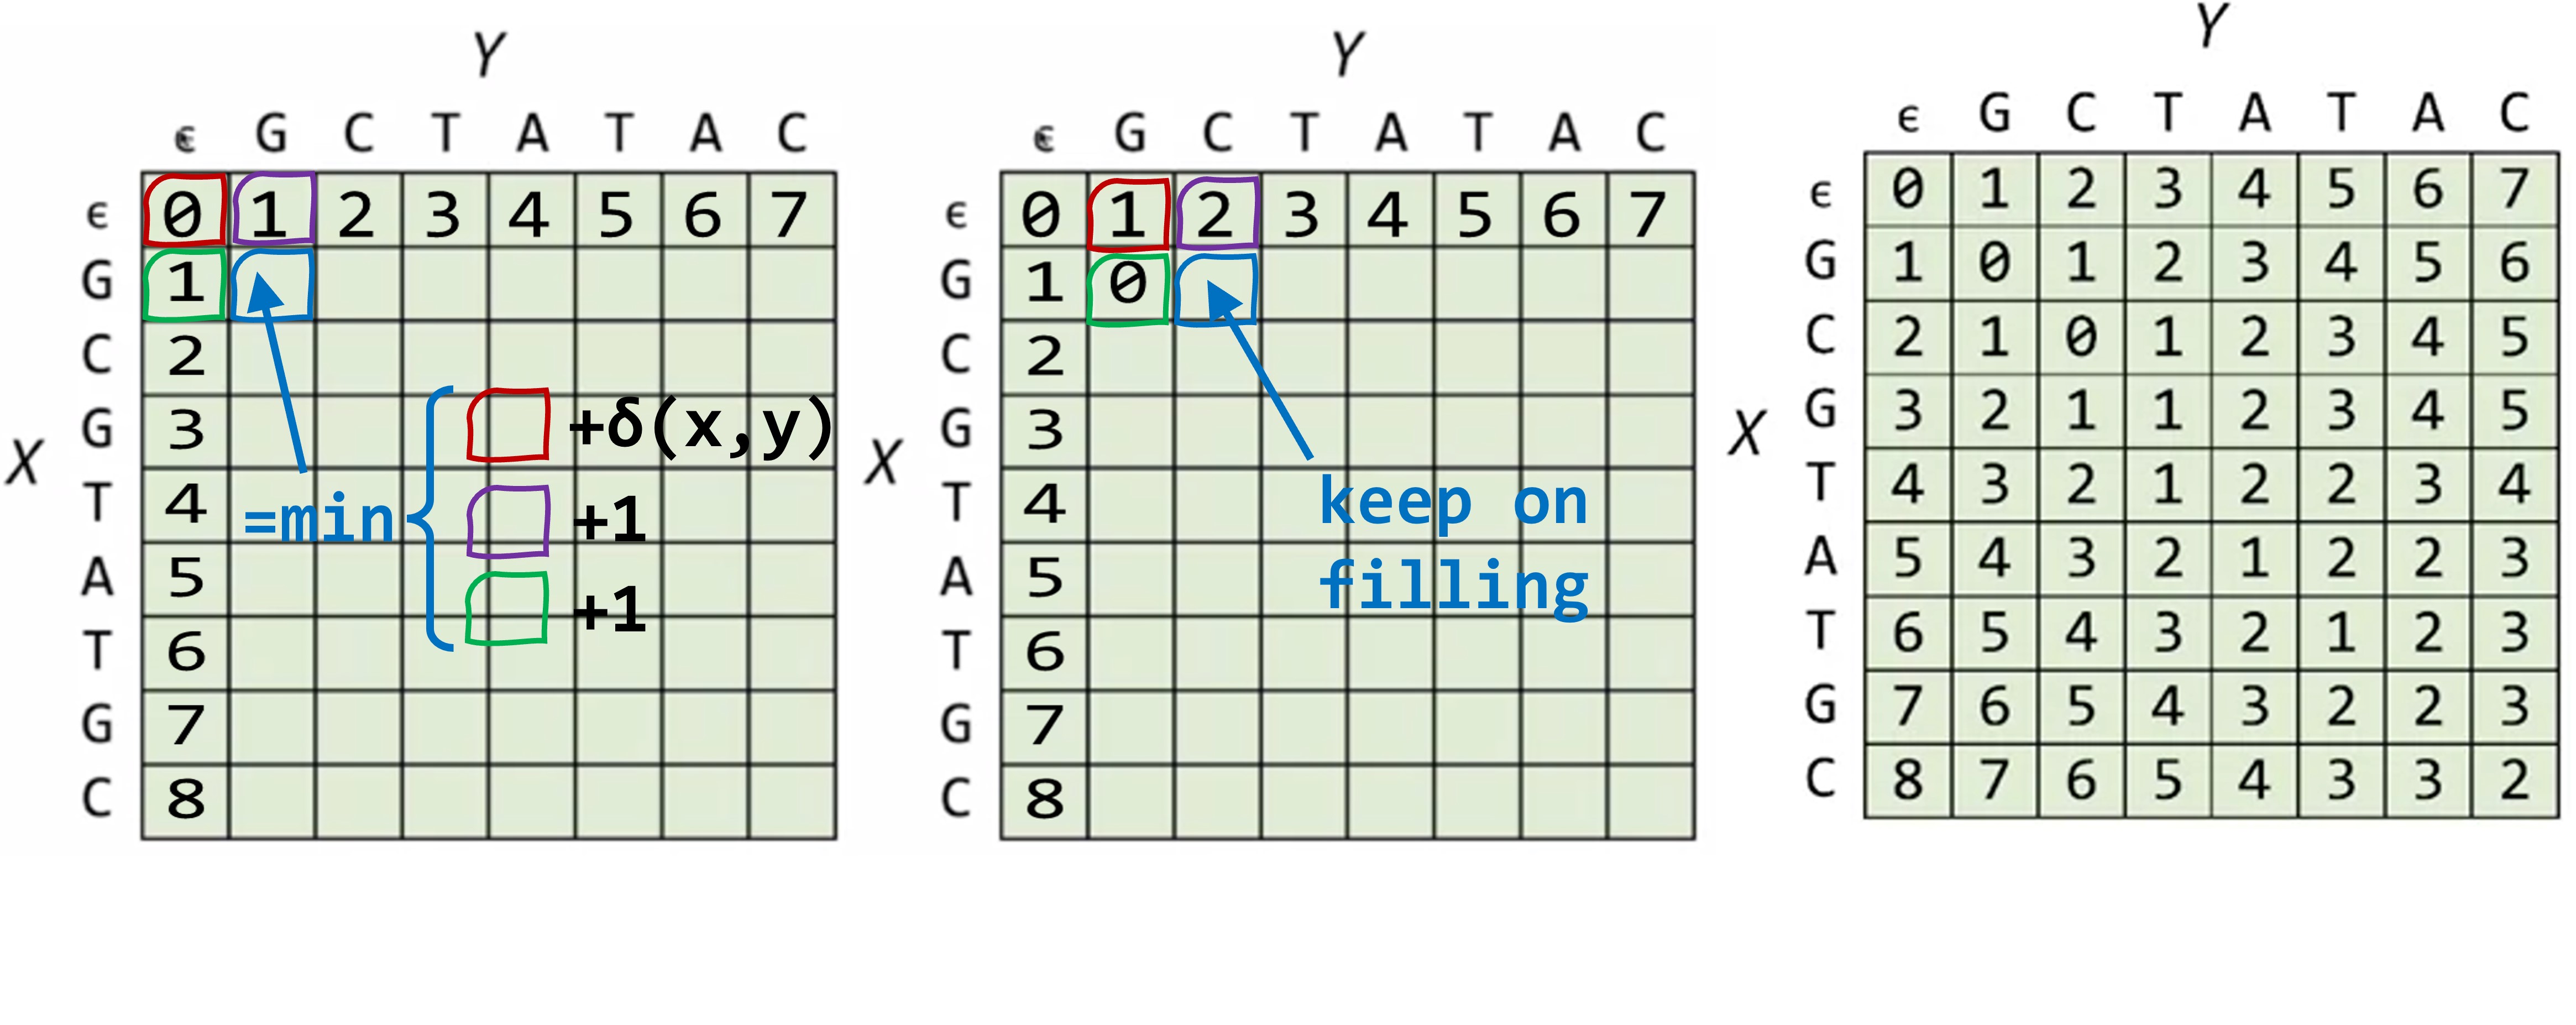 Y
ϵ G C T A T A C
ϵ 0 1 2 3 4 5 6 7
G 1
C 2
G 3
T 4
A 5
T 6
G 7
C 8
X
=min
+δ(x,y)
+1
+1
Y
ϵ G C T A T A C
ϵ 0 1 2 3 4 5 6 7
G 1 0
C 2
G 3
T 4
A 5
T 6
G 7
C 8
X
keep on
filling
Y
ϵ G C T A T A C
ϵ 0 1 2 3 4 5 6 7
G 1 0 1 2 3 4 5 6
C 2 1 0 1 2 3 4 5
G 3 2 1 1 2 3 4 5
T 4 3 2 1 2 2 3 4
A 5 4 3 2 1 2 2 3
T 6 5 4 3 2 1 2 3
G 7 6 5 4 3 2 2 3
C 8 7 6 5 4 3 3 2
X